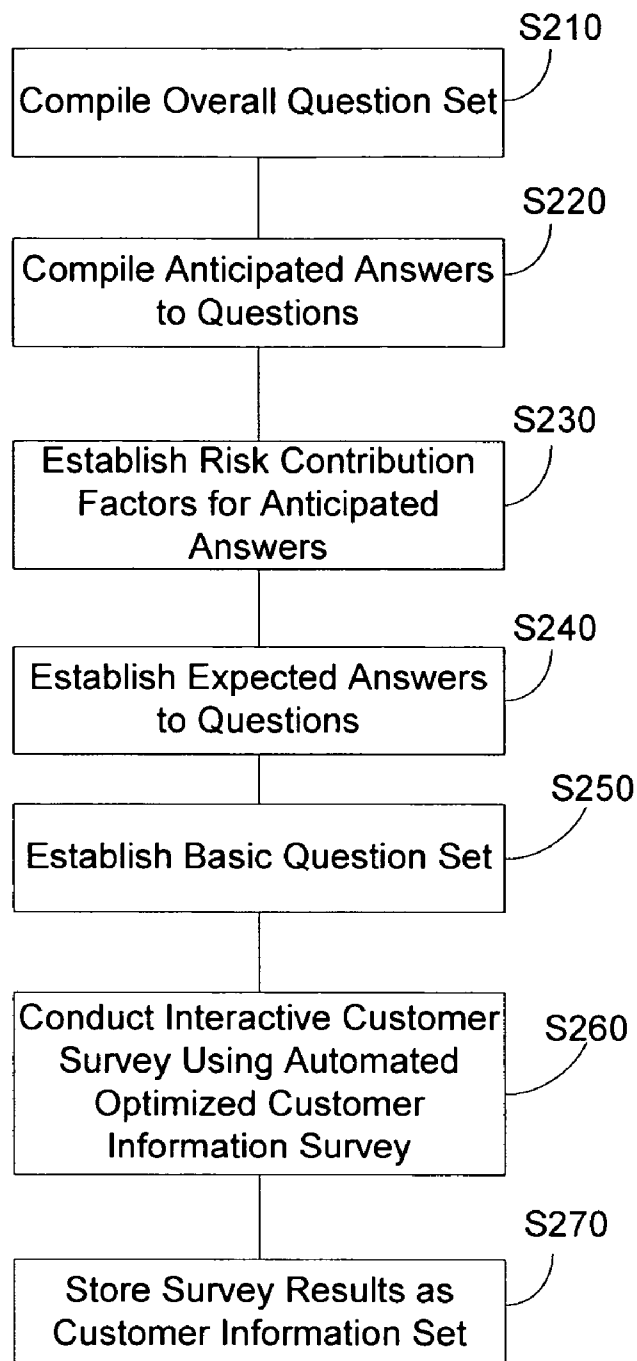 S210
Compile Overall Question Set
S220
Compile Anticipated Answers
to Questions
S230
Establish Risk Contribution
Factors for Anticipated
Answers
S240
Establish Expected Answers
to Questions
S250
Establish Basic Question Set
S260
Conduct Interactive Customer
Survey Using Automated
Optimized Customer
Information Survey
S270
Store Survey Results as
Customer Information Set